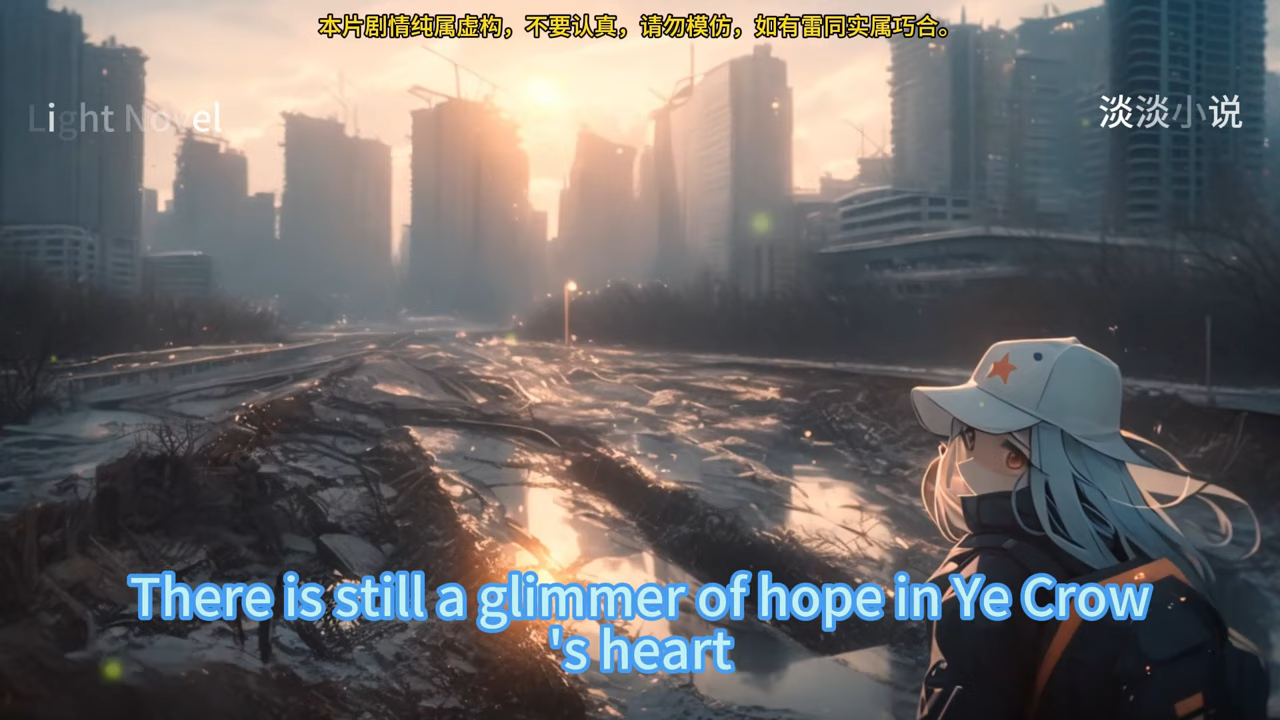 本片剧情纯属虚构，不要认真，请勿模仿，如有雷同实属巧合。
Light Novel
淡淡小说
There is still a glimmer of hope in Ye Crow
's heart